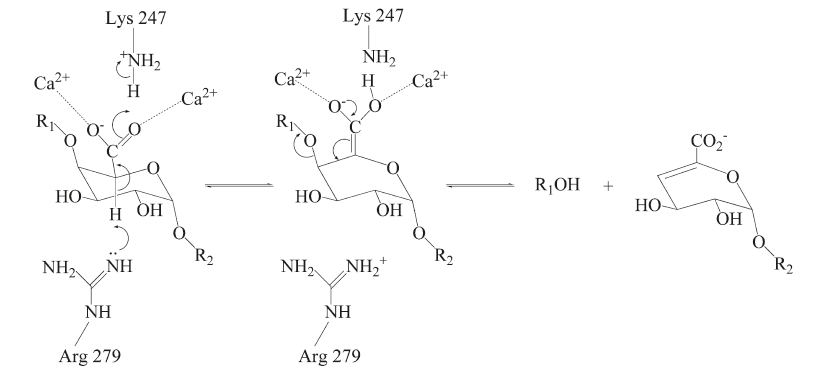 Lys 247
+NH2
H
Ca2+
Ca2+
R1
O
O-
O
C
O
HO
OH
H
O
R2
NH2
NH
NH
Arg 279
Lys 247
NH2
H
Ca2+
Ca2+
R1
O
O-
O
C
O
HO
OH
O
R2
NH2
NH2+
NH
Arg 279
R1OH
+
CO2-
O
HO
OH
O
R2